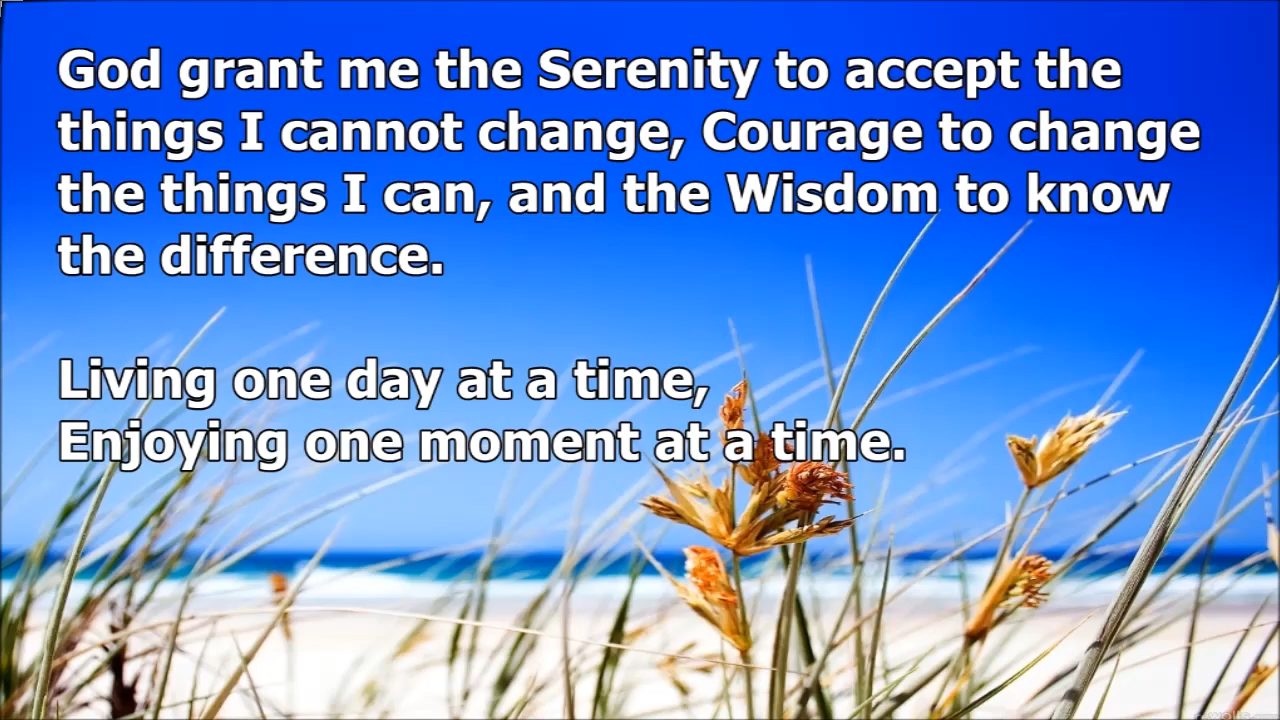 God grant me the Serenity to accept the
things I cannot change, Courage to change
the things I can, and the Wisdom to know
the difference.
Living one day at a time,
Enjoying one moment at a time.